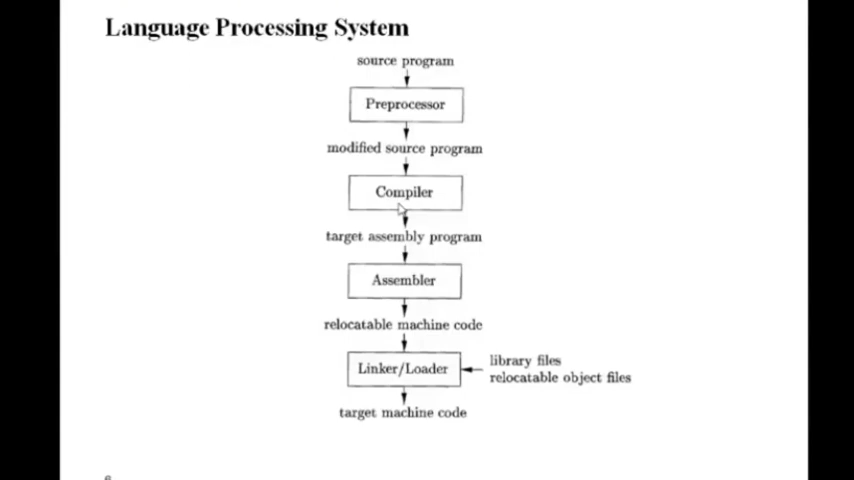 Language Processing System
source program
Preprocessor
modified source program
Compiler
target assembly program
Assembler
relocatable machine code
Linker/Loader
library files
relocatable object files
target machine code